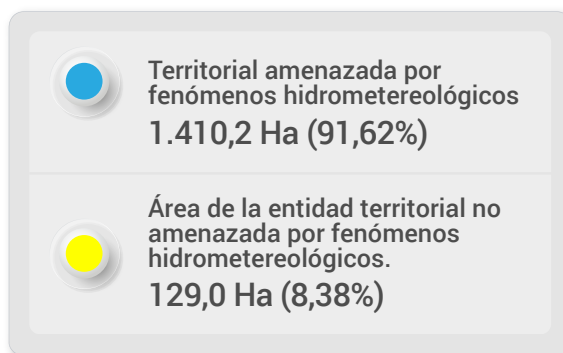 Territorial amenazada por
fenómenos hidrometereológicos
1.410,2 Ha (91,62%)
Área de la entidad territorial no
amenazada por fenómenos
hidrometereológicos.
129,0 Ha (8,38%)